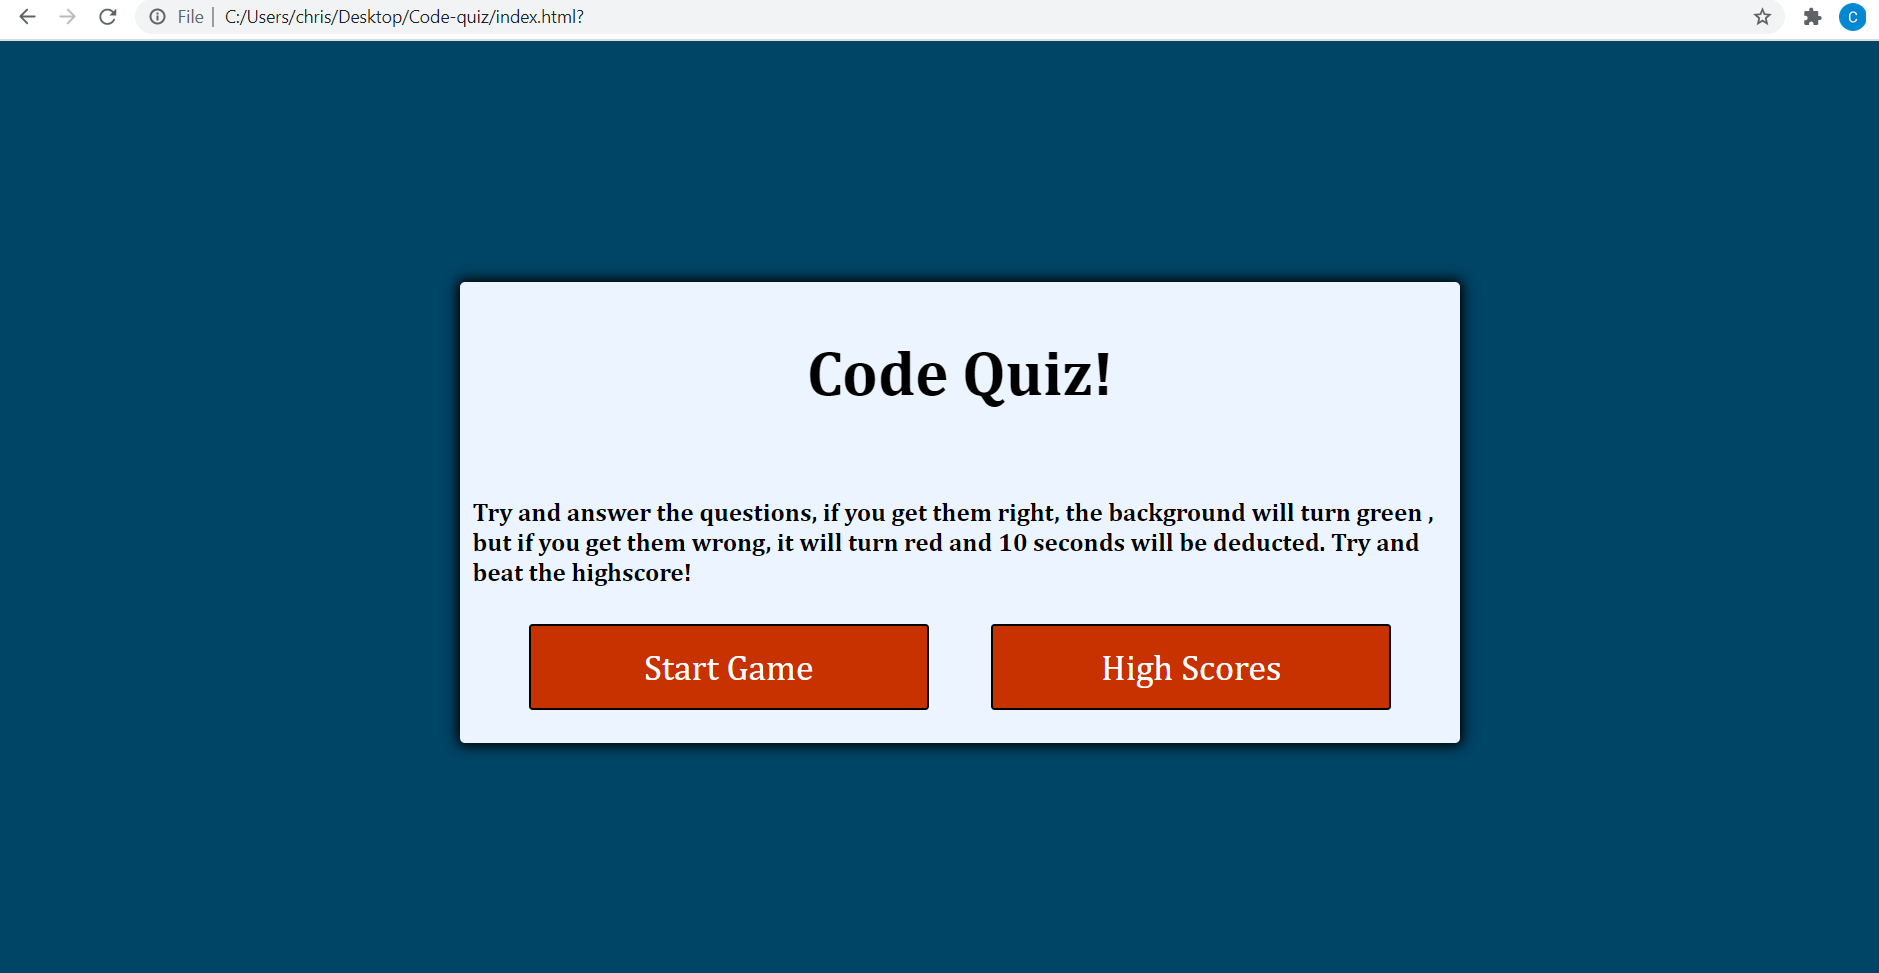 File | C:/Users/chris/Desktop/Code-quiz/index.html?
C
Code Quiz!
Try and answer the questions, if you get them right, the background will turn green ,
but if you get them wrong, it will turn red and 10 seconds will be deducted. Try and
beat the highscore!
Start Game
High Scores